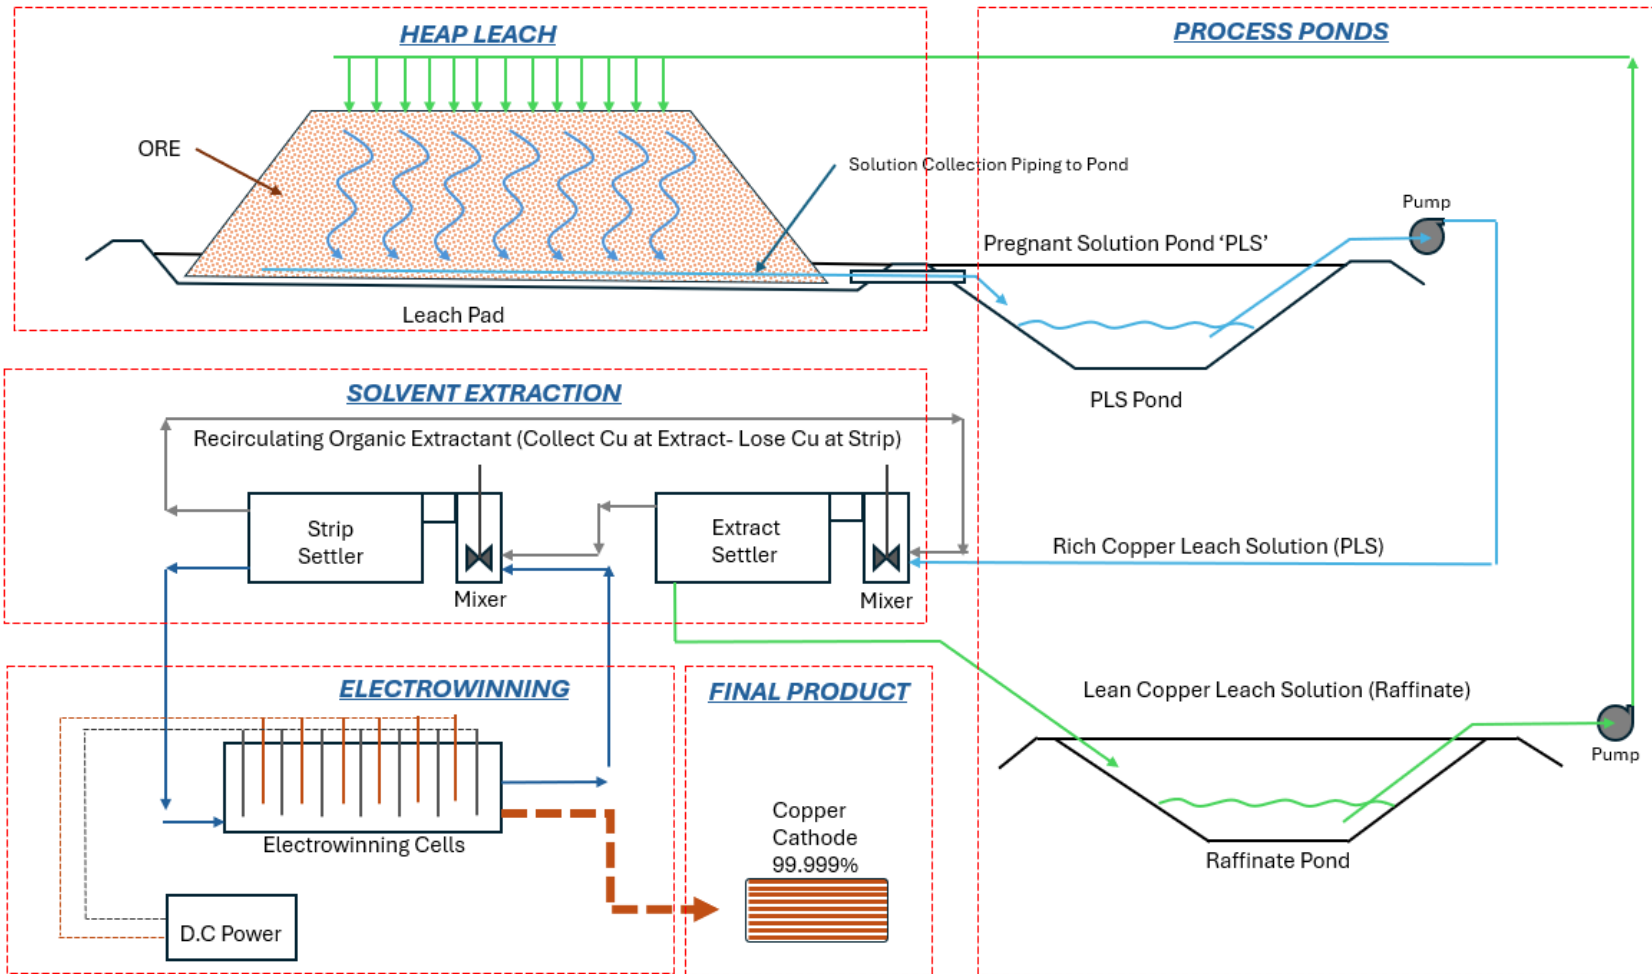 HEAP LEACH
PROCESS PONDS
ORE
Solution Collection Piping to Pond
Pump
Pregnant Solution Pond ‘PLS’
Leach Pad
PLS Pond
SOLVENT EXTRACTION
Recirculating Organic Extractant (Collect Cu at Extract- Lose Cu at Strip)
Strip
Settler
Extract
Settler
Mixer
Mixer
Rich Copper Leach Solution (PLS)
ELECTROWINNING
FINAL PRODUCT
Lean Copper Leach Solution (Raffinate)
Pump
Electrowinning Cells
Copper
Cathode
99.999%
Raffinate Pond
D.C Power